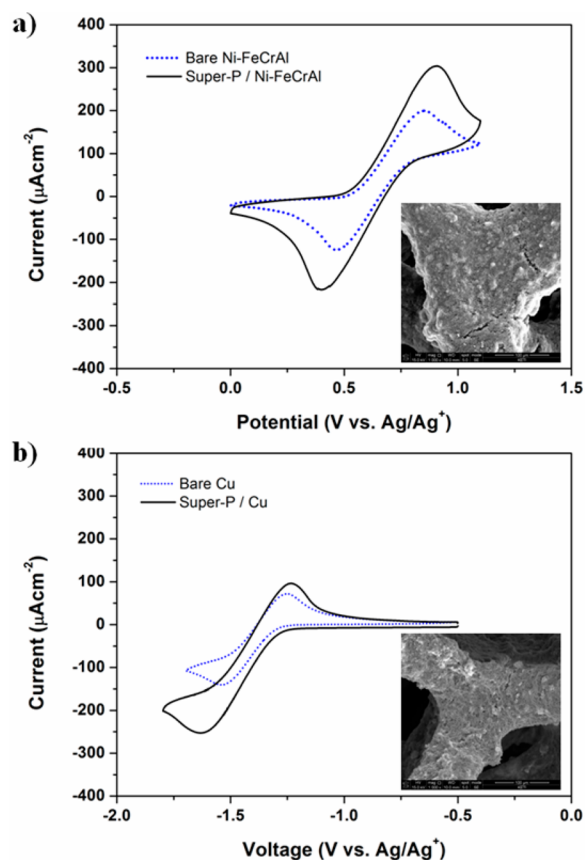 a)
400
Bare Ni-FeCrAl
Super-P / Ni-FeCrAl
300
200
100
0
-100
-200
-300
-400
Current (µAcm⁻²)
-0.5 0.0 0.5 1.0 1.5
Potential (V vs. Ag/Ag⁺)
b)
400
Bare Cu
Super-P / Cu
300
200
100
0
-100
-200
-300
-400
Current (µAcm⁻²)
-2.0 -1.5 -1.0 -0.5 0.0
Voltage (V vs. Ag/Ag⁺)